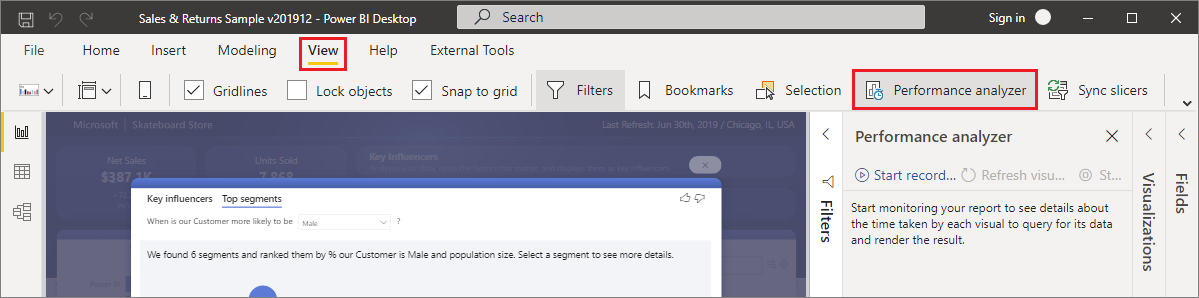 Sales & Returns Sample v201912 - Power BI Desktop
Search
Sign in
File Home Insert Modeling View Help External Tools
Gridlines Lock objects Snap to grid Filters Bookmarks Selection Performance analyzer Sync slicers
Microsoft | Skateboard Store
Last Refresh: Jun 30th, 2019 / Chicago, IL, USA
Net Sales
$387.1K
Units Sold
7,868
Key Influencers
Key influencers Top segments
When is our Customer more likely to be Male ?
We found 6 segments and ranked them by % our Customer is Male and population size. Select a segment to see more details.
Power BI
Filters
Performance analyzer
Start record... Refresh visu... St...
Start monitoring your report to see details about
the time taken by each visual to query for its data
and render the result.
Visualizations
Fields